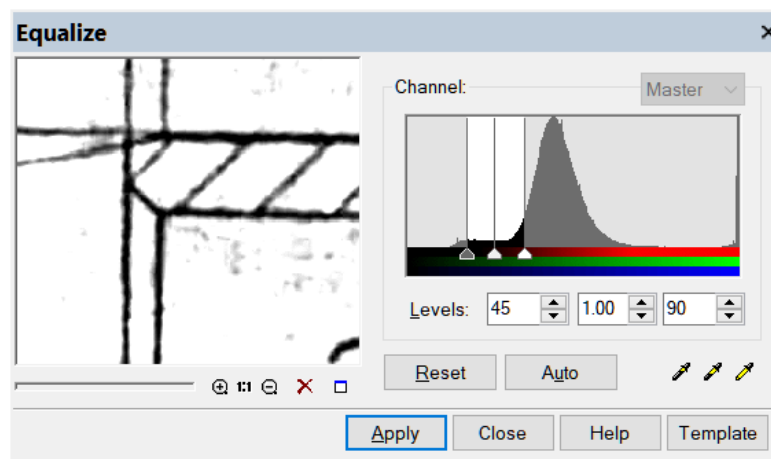 Equalize
Channel:
Master
Levels: 45 1.00 90
1:1
Reset Auto
Apply Close Help Template